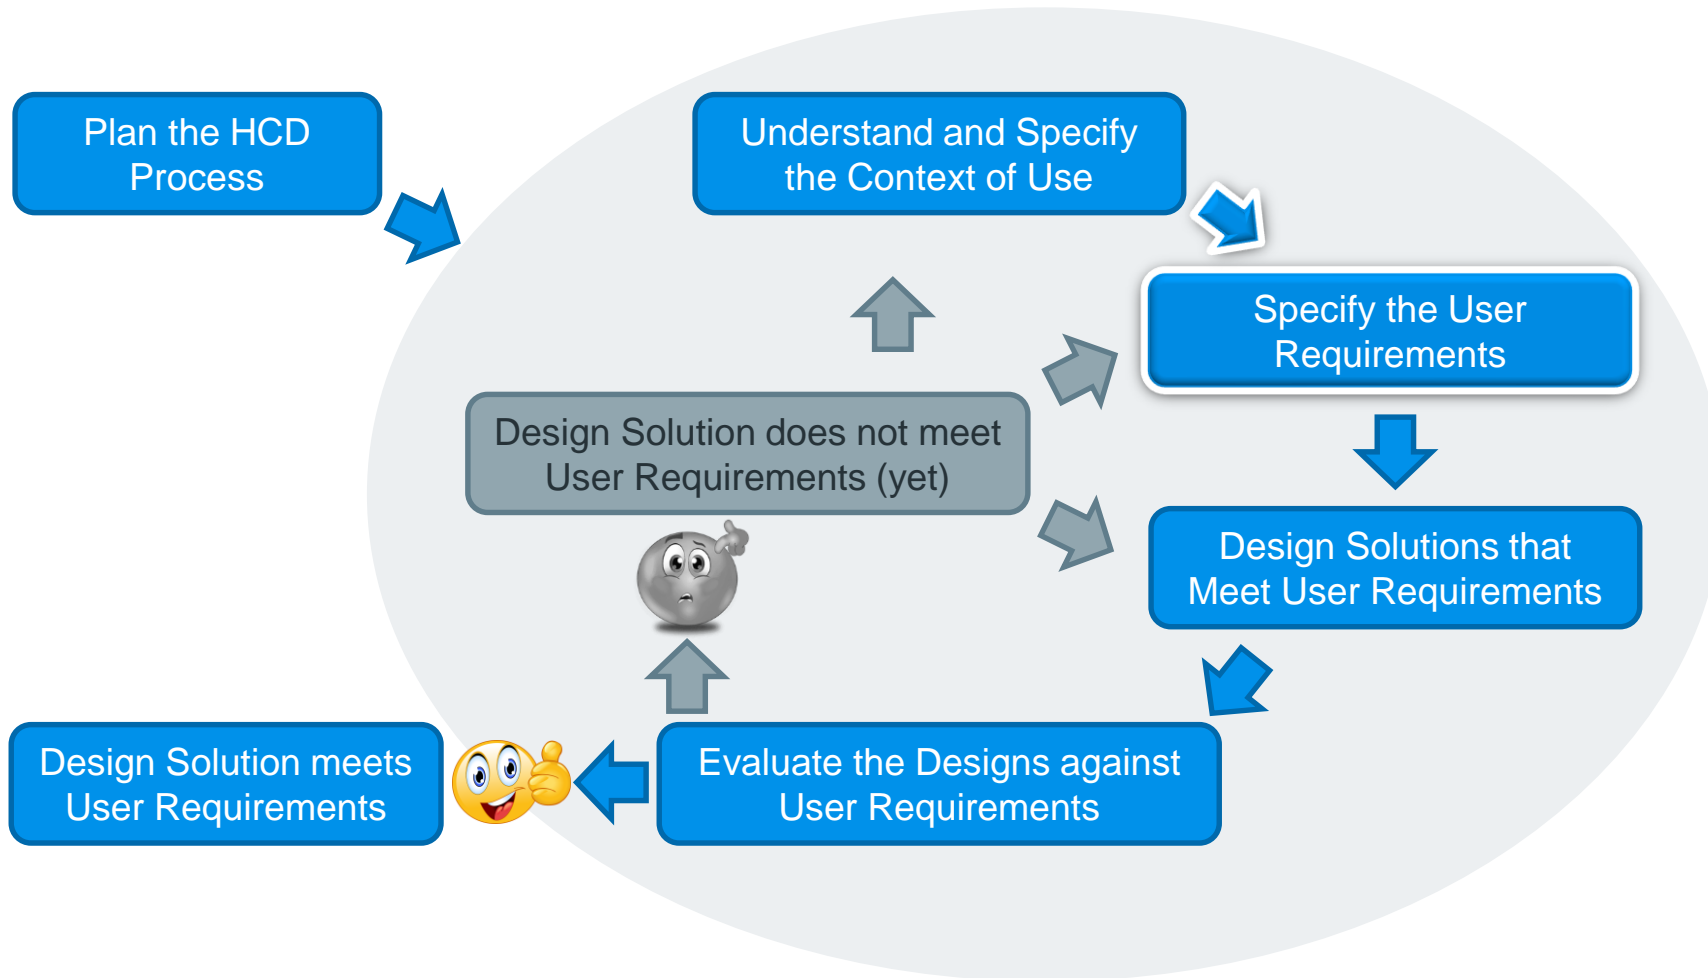 Plan the HCD
Process
Understand and Specify
the Context of Use
Specify the User
Requirements
Design Solution does not meet
User Requirements (yet)
Design Solutions that
Meet User Requirements
Design Solution meets
User Requirements
Evaluate the Designs against
User Requirements